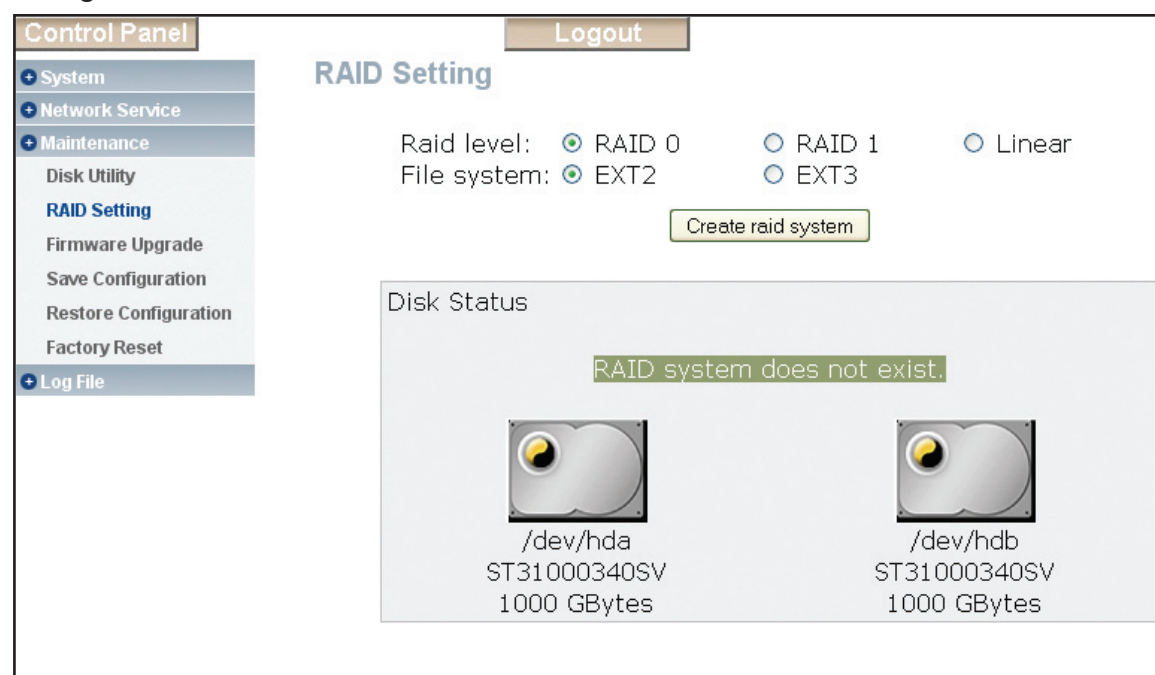 Control Panel
Logout
System
Network Service
Maintenance
Disk Utility
RAID Setting
Firmware Upgrade
Save Configuration
Restore Configuration
Factory Reset
Log File
RAID Setting
Raid level: RAID 0 RAID 1 Linear
File system: EXT2 EXT3
Create raid system
Disk Status
RAID system does not exist.
/dev/hda
ST31000340SV
1000 GBytes
/dev/hdb
ST31000340SV
1000 GBytes